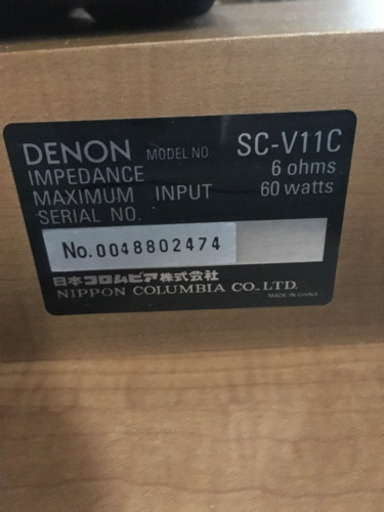 DENON MODEL NO SC-V11C
IMPEDANCE 6 ohms
MAXIMUM INPUT 60 watts
SERIAL NO.
No.0048802474
日本コロムビア株式会社
NIPPON COLUMBIA CO.,LTD.
MADE IN CHINA